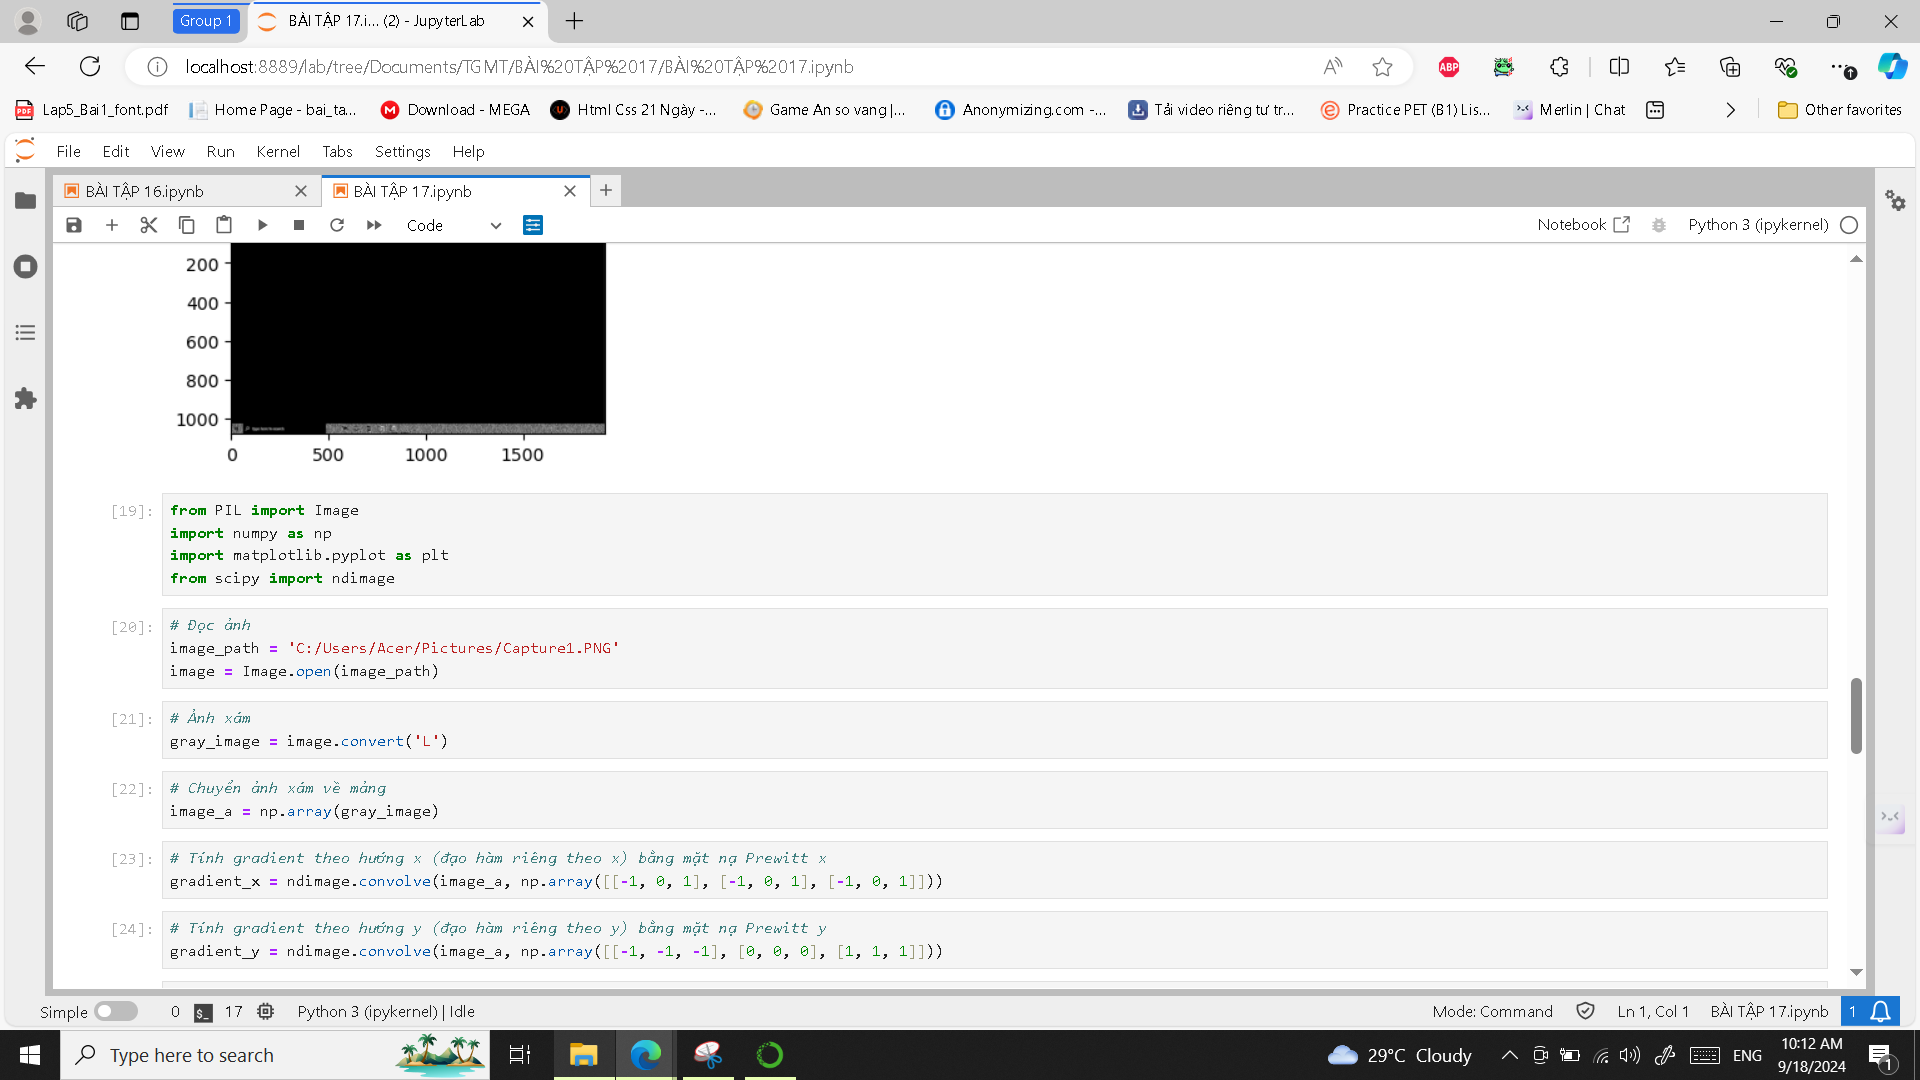 Group 1
BÀI TẬP 17.i... (2) - JupyterLab
localhost:8889/lab/tree/Documents/TGMT/BÀI%20TẬP%2017/BÀI%20TẬP%2017.ipynb
ABP
Lap5_Bai1_font.pdf
Home Page - bai_ta...
Download - MEGA
Html Css 21 Ngày -...
Game An so vang |...
Anonymizing.com -...
Tải video riêng tư tr...
Practice PET (B1) Lis...
Merlin | Chat
Other favorites
File Edit View Run Kernel Tabs Settings Help
BÀI TẬP 16.ipynb
BÀI TẬP 17.ipynb
Code
Notebook
Python 3 (ipykernel)
200
400
600
800
1000
0 500 1000 1500
[19]:
from PIL import Image
import numpy as np
import matplotlib.pyplot as plt
from scipy import ndimage
[20]:
# Đọc ảnh
image_path = 'C:/Users/Acer/Pictures/Capture1.PNG'
image = Image.open(image_path)
[21]:
# Ảnh xám
gray_image = image.convert('L')
[22]:
# Chuyển ảnh xám về mảng
image_a = np.array(gray_image)
[23]:
# Tính gradient theo hướng x (đạo hàm riêng theo x) bằng mặt nạ Prewitt x
gradient_x = ndimage.convolve(image_a, np.array([[-1, 0, 1], [-1, 0, 1], [-1, 0, 1]]))
[24]:
# Tính gradient theo hướng y (đạo hàm riêng theo y) bằng mặt nạ Prewitt y
gradient_y = ndimage.convolve(image_a, np.array([[-1, -1, -1], [0, 0, 0], [1, 1, 1]]))
Simple
0
17
Python 3 (ipykernel) | Idle
Mode: Command
Ln 1, Col 1
BÀI TẬP 17.ipynb
1
Type here to search
29°C Cloudy
ENG
10:12 AM
9/18/2024
1